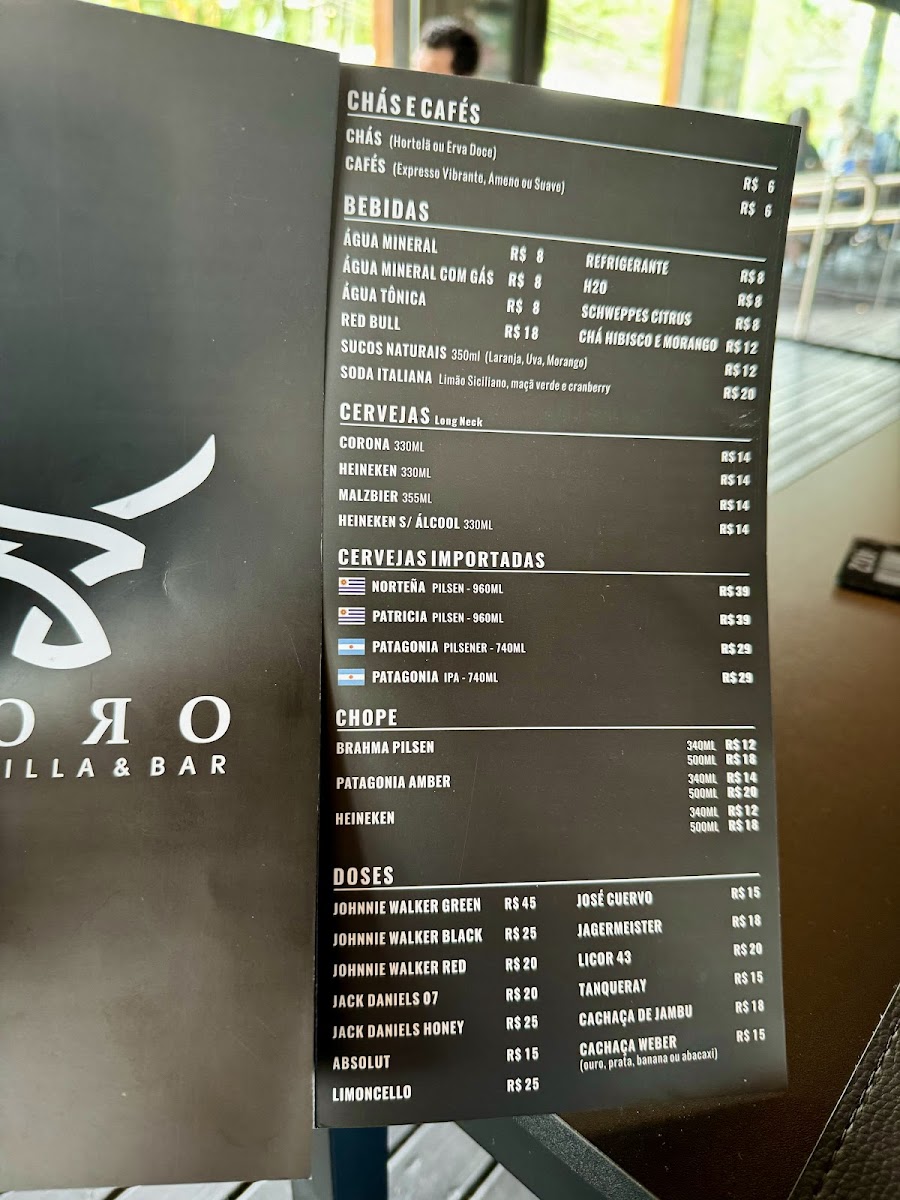 ORO
ILLA & BAR
CHÁS E CAFÉS
CHÁS (Hortelã ou Erva Doce) R$ 6
CAFÉS (Expresso Vibrante, Ameno ou Suave) R$ 6
BEBIDAS
ÁGUA MINERAL R$ 8 REFRIGERANTE R$ 8
ÁGUA MINERAL COM GÁS R$ 8 H2O R$ 8
ÁGUA TÔNICA R$ 8 SCHWEPPES CITRUS R$ 8
RED BULL R$ 18 CHÁ HIBISCO E MORANGO R$ 12
SUCOS NATURAIS 350ml (Laranja, Uva, Morango) R$ 12
SODA ITALIANA Limão Siciliano, maçã verde e cranberry R$ 20
CERVEJAS Long Neck
CORONA 330ML R$ 14
HEINEKEN 330ML R$ 14
MALZBIER 355ML R$ 14
HEINEKEN S/ ÁLCOOL 330ML R$ 14
CERVEJAS IMPORTADAS
NORTEÑA PILSEN - 960ML R$ 39
PATRICIA PILSEN - 960ML R$ 39
PATAGONIA PILSENER - 740ML R$ 29
PATAGONIA IPA - 740ML R$ 29
CHOPE
BRAHMA PILSEN 340ML R$ 12
500ML R$ 18
PATAGONIA AMBER 340ML R$ 14
500ML R$ 20
HEINEKEN 340ML R$ 12
500ML R$ 18
DOSES
JOHNNIE WALKER GREEN R$ 45 JOSÉ CUERVO R$ 15
JOHNNIE WALKER BLACK R$ 25 JAGERMEISTER R$ 18
JOHNNIE WALKER RED R$ 20 LICOR 43 R$ 20
JACK DANIELS 07 R$ 20 TANQUERAY R$ 15
JACK DANIELS HONEY R$ 25 CACHAÇA DE JAMBU R$ 18
ABSOLUT R$ 15 CACHAÇA WEBER R$ 15
(ouro, prata, banana ou abacaxi)
LIMONCELLO R$ 25